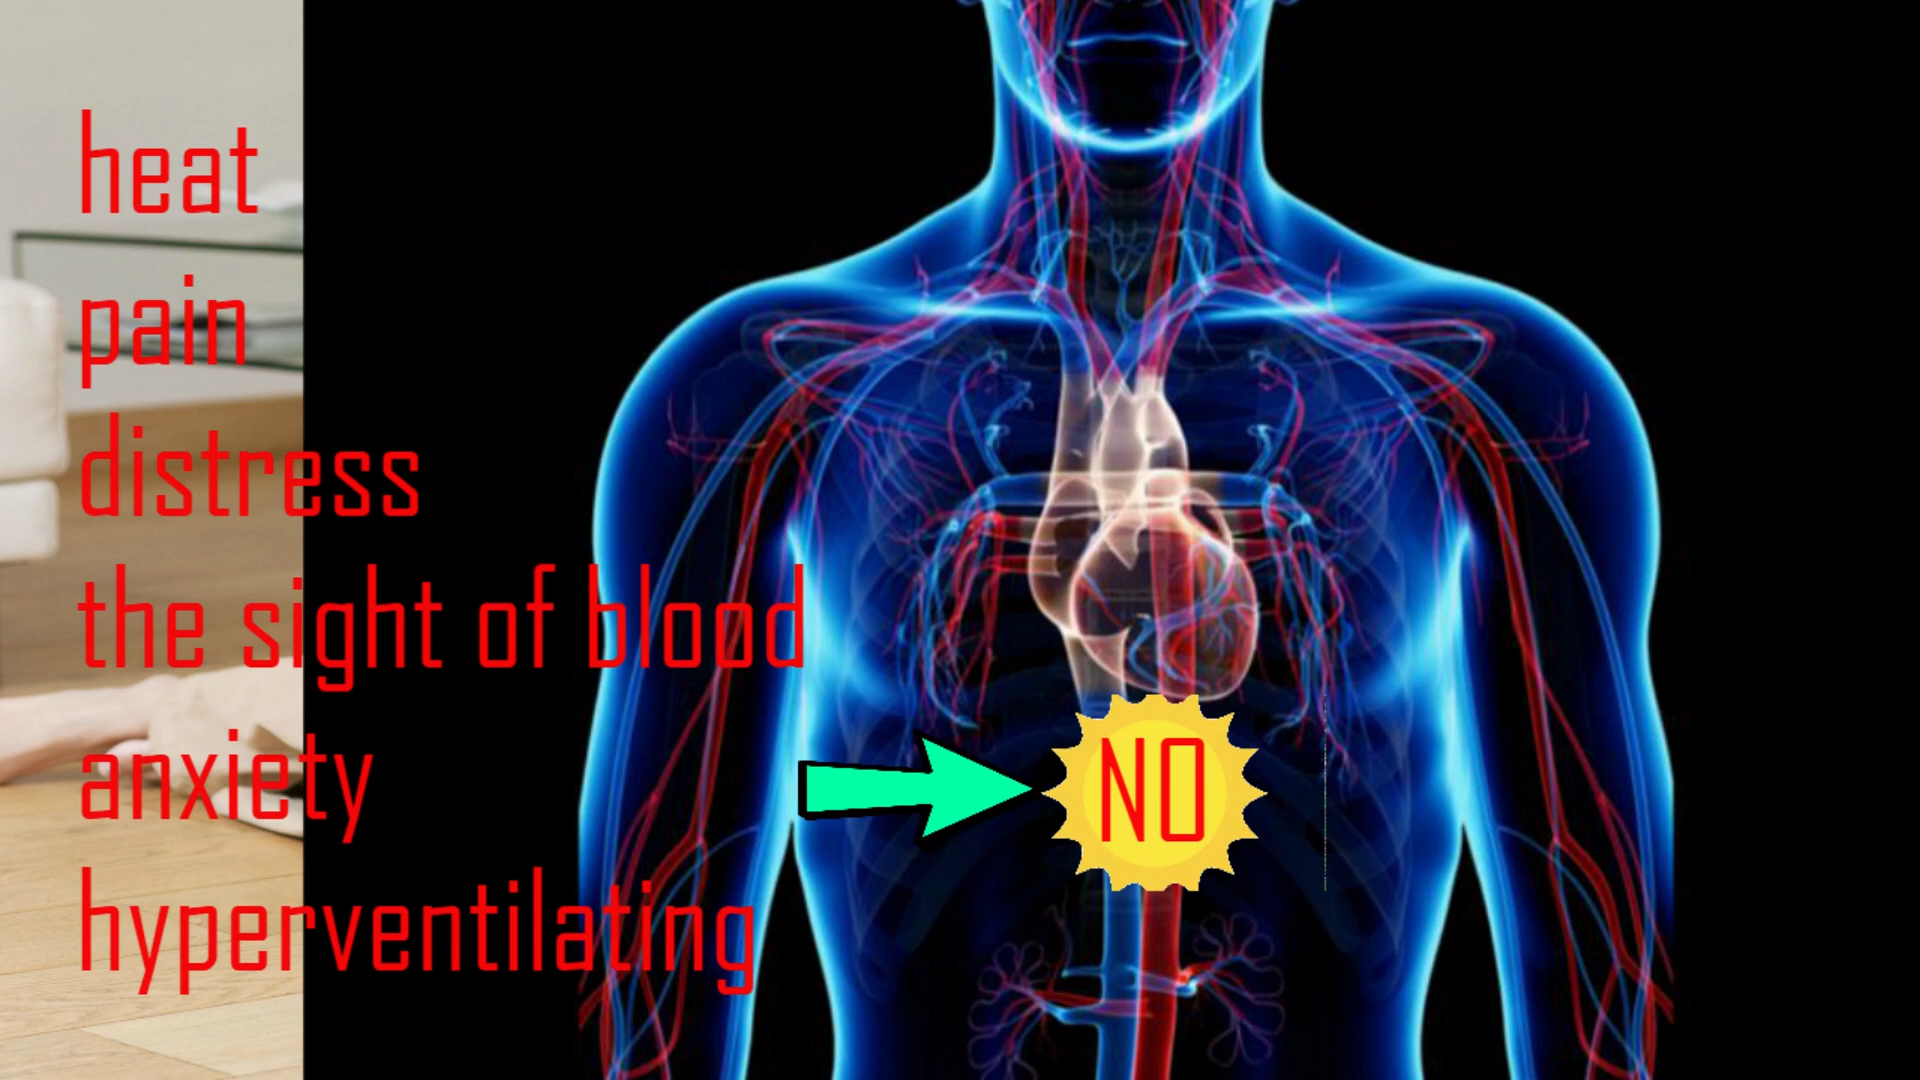 heat
pain
distress
the sight of blood
anxiety
NO
hyperventilating